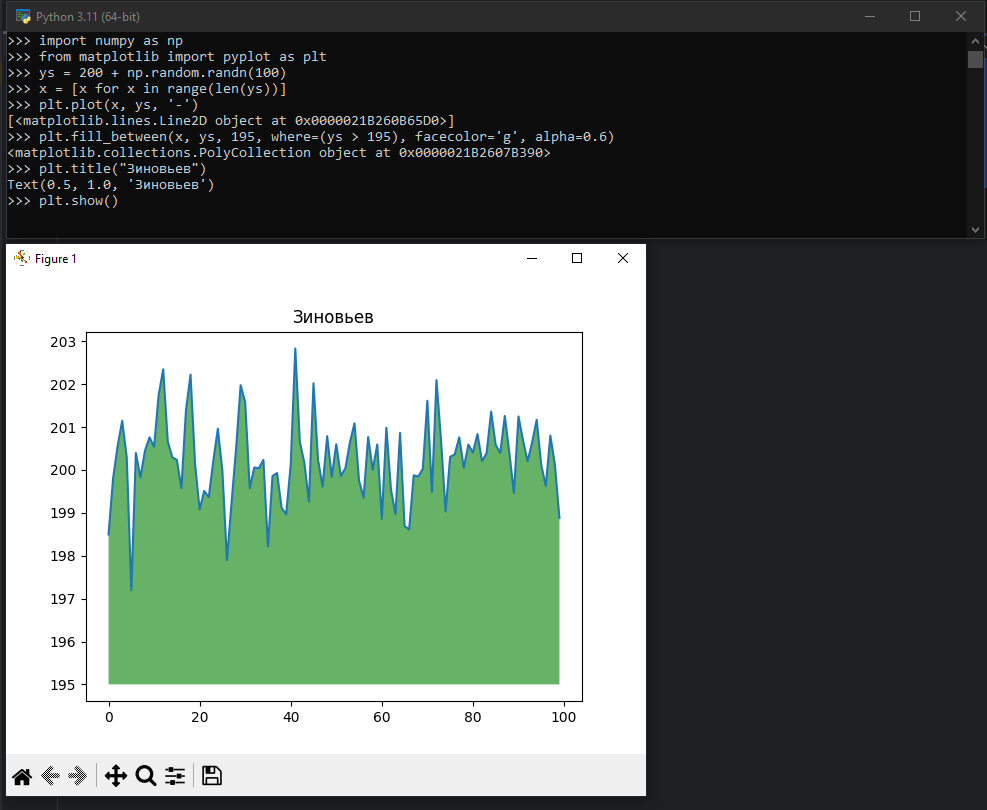 Python 3.11 (64-bit)
>>> import numpy as np
>>> from matplotlib import pyplot as plt
>>> ys = 200 + np.random.randn(100)
>>> x = [x for x in range(len(ys))]
>>> plt.plot(x, ys, '-')
[<matplotlib.lines.Line2D object at 0x0000021B260B65D0>]
>>> plt.fill_between(x, ys, 195, where=(ys > 195), facecolor='g', alpha=0.6)
<matplotlib.collections.PolyCollection object at 0x0000021B2607B390>
>>> plt.title("Зиновьев")
Text(0.5, 1.0, 'Зиновьев')
>>> plt.show()
Figure 1
Зиновьев
203
202
201
200
199
198
197
196
195
0 20 40 60 80 100